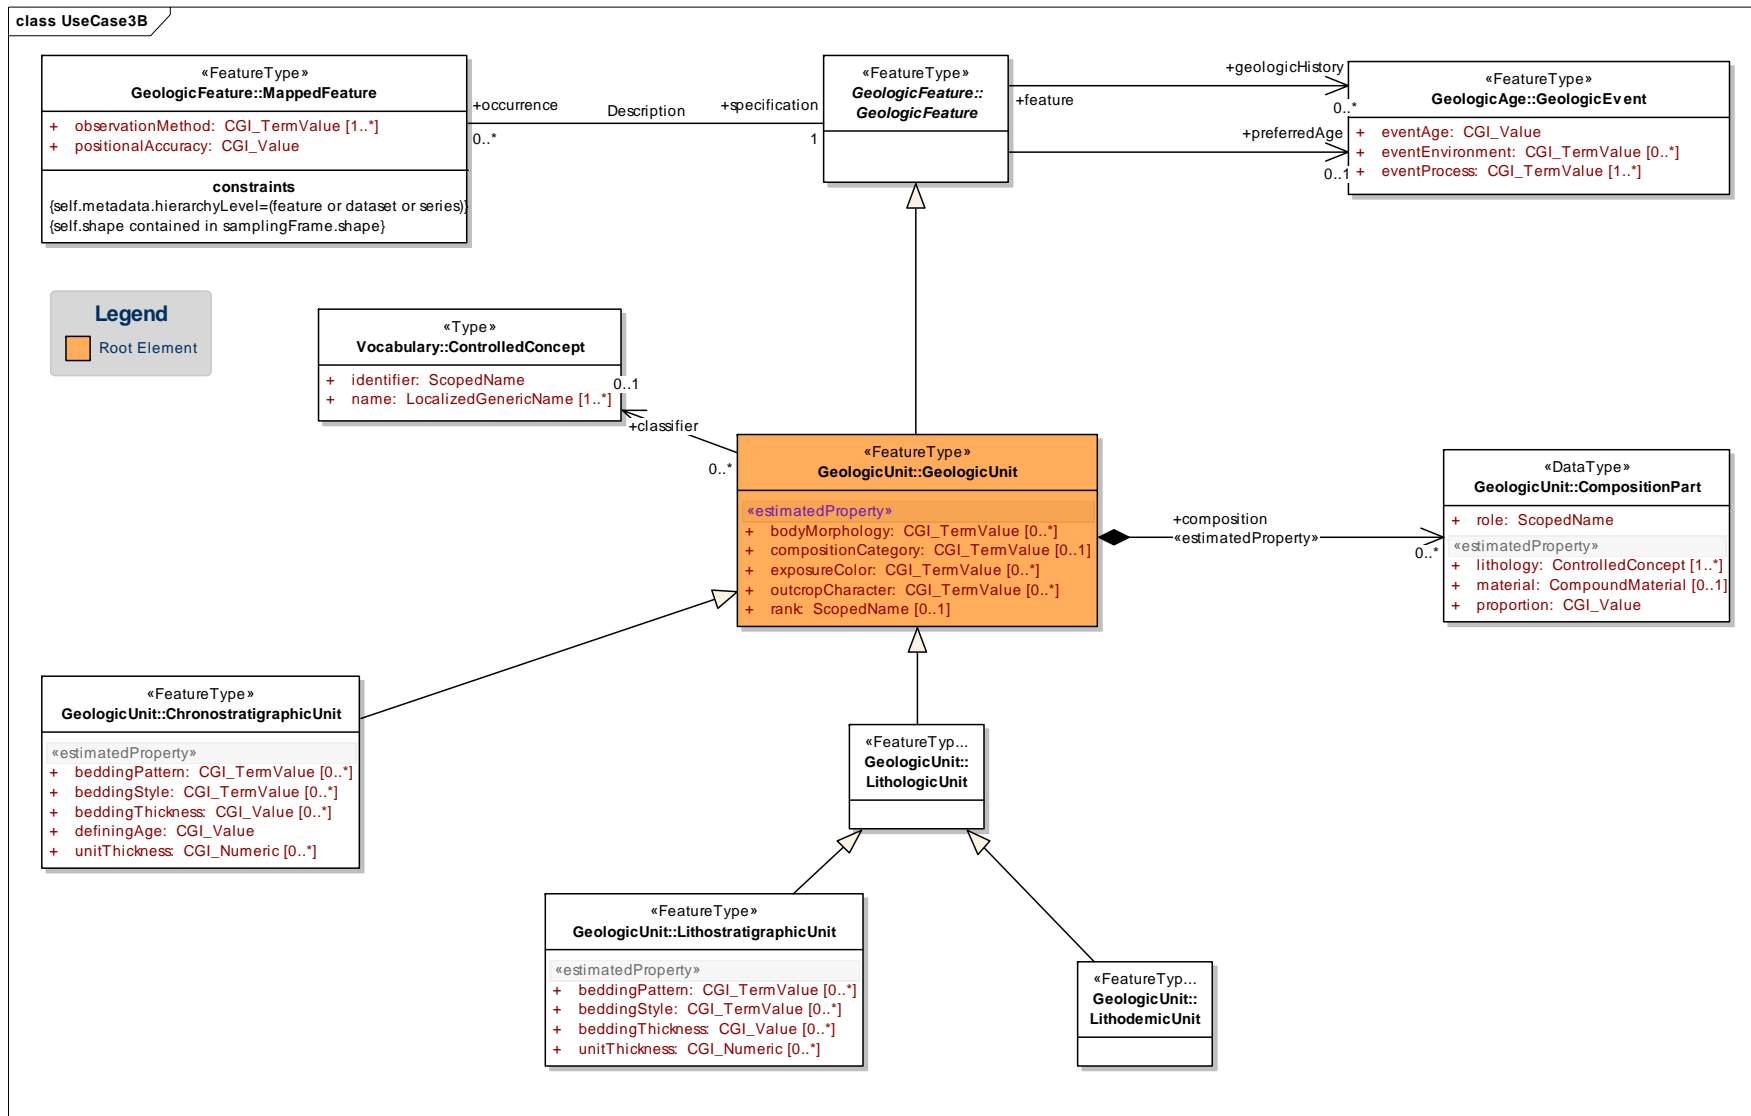 class UseCase3B
«FeatureType»
GeologicFeature::MappedFeature
+ observationMethod: CGI_TermValue [1..*]
+ positionalAccuracy: CGI_Value
constraints
{self.metadata.hierarchyLevel=(feature or dataset or series)}
{self.shape contained in samplingFrame.shape}
+occurrence
0..*
Description
+specification
1
«FeatureType»
GeologicFeature::
GeologicFeature
+geologicHistory
+feature
0..*
+preferredAge
0..1
«FeatureType»
GeologicAge::GeologicEvent
+ eventAge: CGI_Value
+ eventEnvironment: CGI_TermValue [0..*]
+ eventProcess: CGI_TermValue [1..*]
Legend
Root Element
«Type»
Vocabulary::ControlledConcept
+ identifier: ScopedName
+ name: LocalizedGenericName [1..*]
0..1
+classifier
0..*
«FeatureType»
GeologicUnit::GeologicUnit
«estimatedProperty»
+ bodyMorphology: CGI_TermValue [0..*]
+ compositionCategory: CGI_TermValue [0..1]
+ exposureColor: CGI_TermValue [0..*]
+ outcropCharacter: CGI_TermValue [0..*]
+ rank: ScopedName [0..1]
+composition
«estimatedProperty»
0..*
«DataType»
GeologicUnit::CompositionPart
+ role: ScopedName
«estimatedProperty»
+ lithology: ControlledConcept [1..*]
+ material: CompoundMaterial [0..1]
+ proportion: CGI_Value
«FeatureType»
GeologicUnit::ChronostratigraphicUnit
«estimatedProperty»
+ beddingPattern: CGI_TermValue [0..*]
+ beddingStyle: CGI_TermValue [0..*]
+ beddingThickness: CGI_Value [0..*]
+ definingAge: CGI_Value
+ unitThickness: CGI_Numeric [0..*]
«FeatureTyp...
GeologicUnit::
LithologicUnit
«FeatureType»
GeologicUnit::LithostratigraphicUnit
«estimatedProperty»
+ beddingPattern: CGI_TermValue [0..*]
+ beddingStyle: CGI_TermValue [0..*]
+ beddingThickness: CGI_Value [0..*]
+ unitThickness: CGI_Numeric [0..*]
«FeatureTyp...
GeologicUnit::
LithodemicUnit